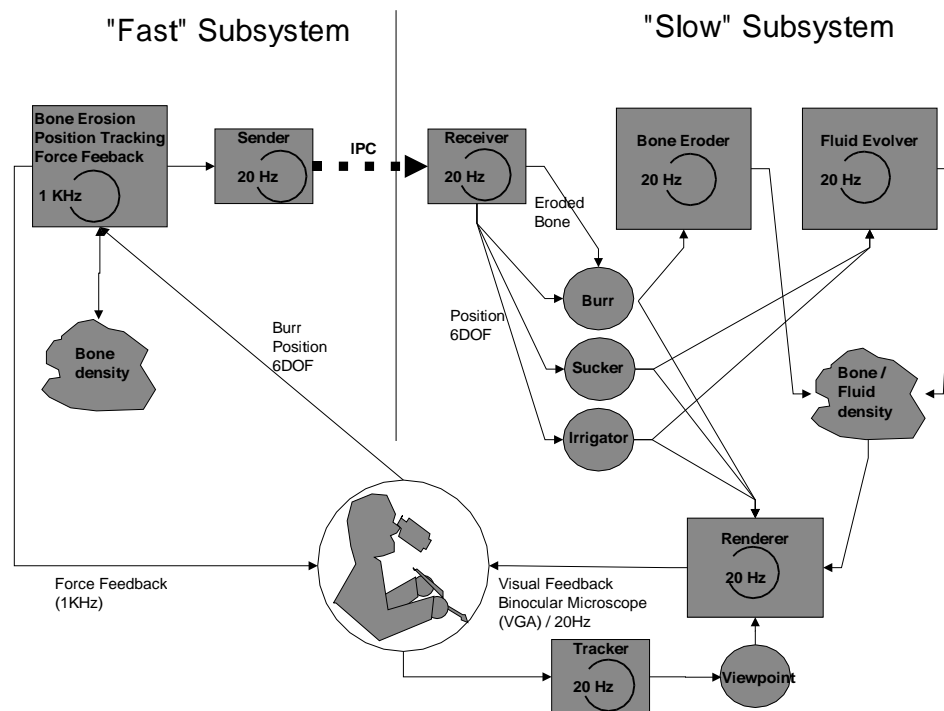 "Fast" Subsystem
"Slow" Subsystem
Bone Erosion
Position Tracking
Force Feeback
1 KHz
Sender
20 Hz
IPC
Receiver
20 Hz
Bone Eroder
20 Hz
Fluid Evolver
20 Hz
Eroded
Bone
Burr
Position
6DOF
Sucker
Irrigator
Bone
density
Burr
Position
6DOF
Bone /
Fluid
density
Renderer
20 Hz
Force Feedback
(1KHz)
Visual Feedback
Binocular Microscope
(VGA) / 20Hz
Tracker
20 Hz
Viewpoint